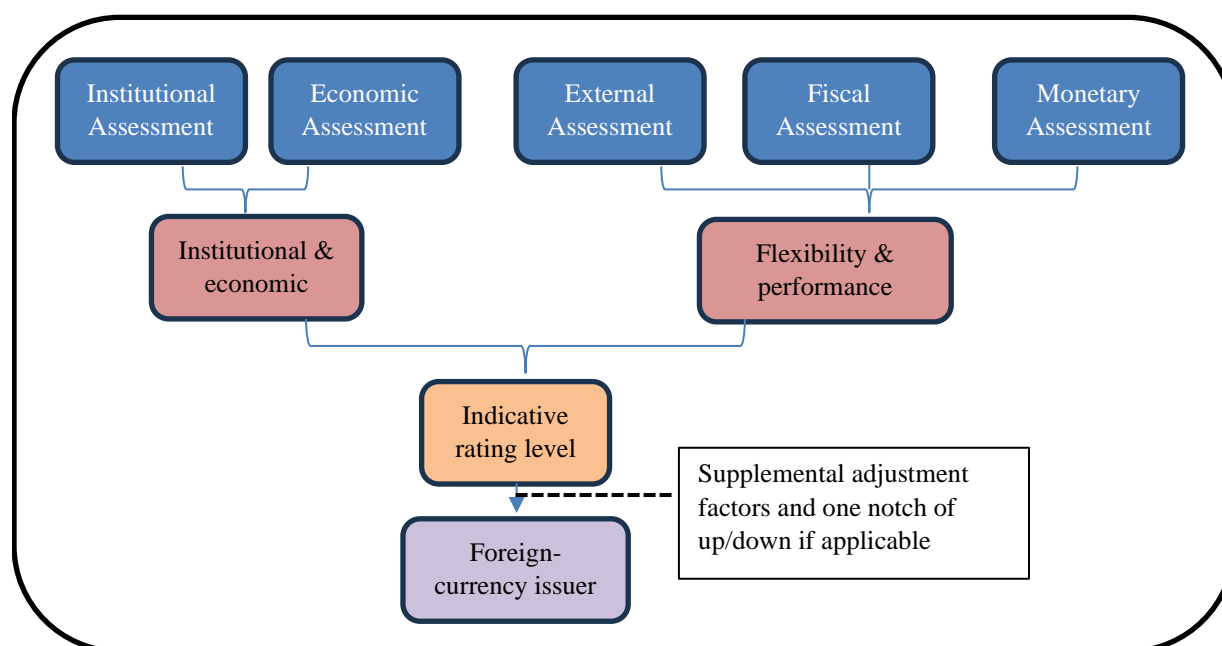 Institutional
Assessment
Economic
Assessment
External
Assessment
Fiscal
Assessment
Monetary
Assessment
Institutional &
economic
Flexibility &
performance
Indicative
rating level
Supplemental adjustment
factors and one notch of
up/down if applicable
Foreign-
currency issuer